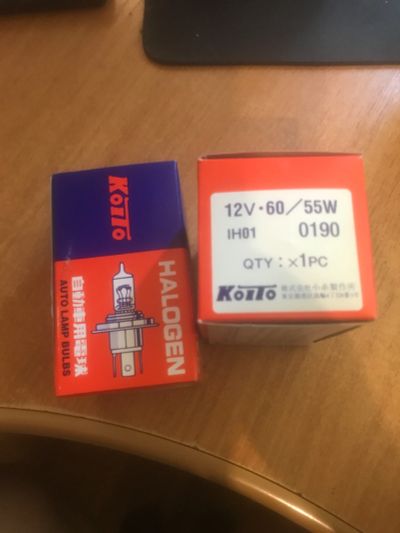 Koito
HALOGEN
自動車用電球
AUTO LAMP BULBS
12V・60/55W
IH01 0190
QTY：×1PC
KoiTo 株式会社小糸製作所